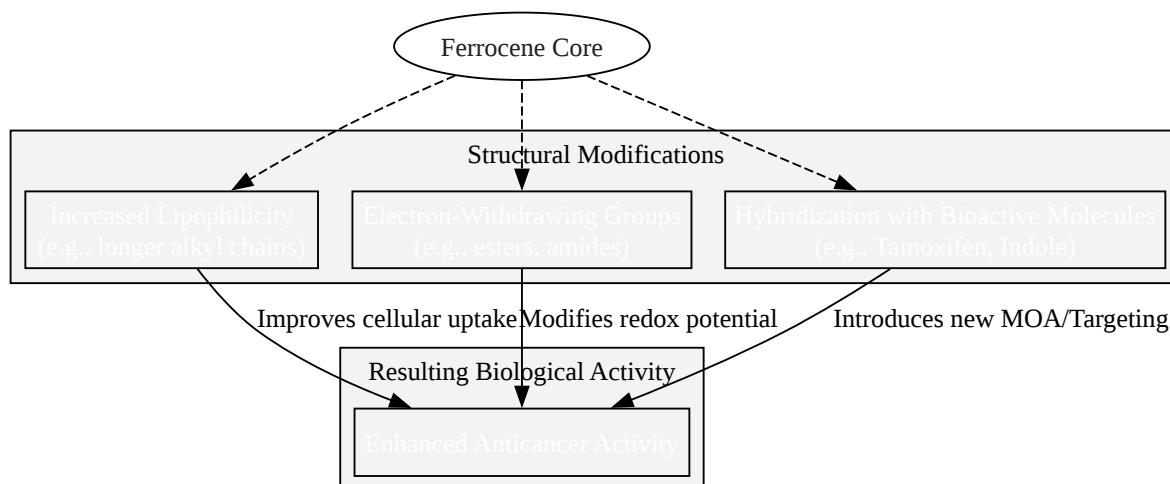 Ferrocene Core
Structural Modifications
Increased Lipophilicity
(e.g., longer alkyl chains)
Electron-Withdrawing Groups
(e.g., esters, amides)
Hybridization with Bioactive Molecules
(e.g., Tamoxifen, Indole)
Improves cellular uptake
Modifies redox potential
Introduces new MOA/Targeting
Resulting Biological Activity
Enhanced Anticancer Activity